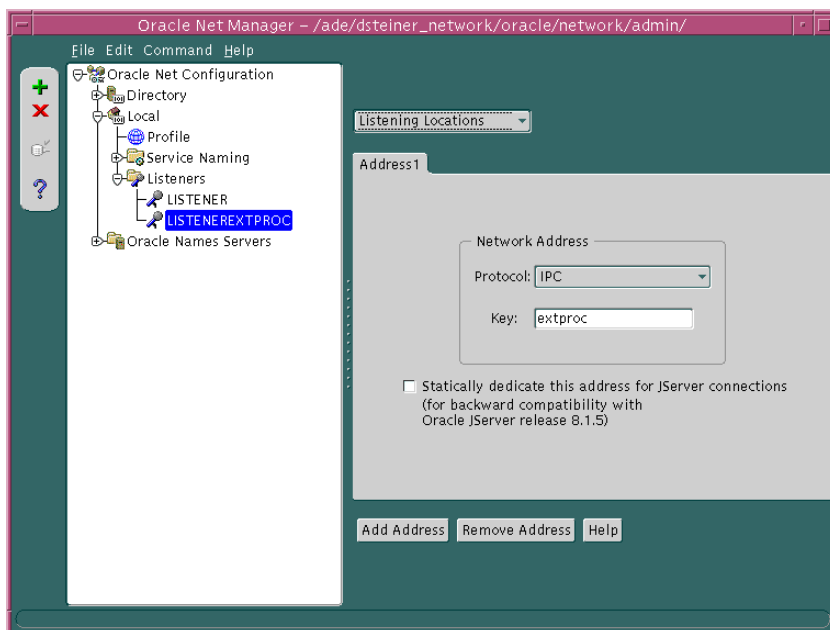 Oracle Net Manager – /ade/dsteiner_network/oracle/network/admin/
File Edit Command Help
Oracle Net Configuration
Directory
Local
Profile
Service Naming
Listeners
LISTENER
LISTENEREXTPROC
Oracle Names Servers
Listening Locations
Address1
Network Address
Protocol: IPC
Key: extproc
Statically dedicate this address for JServer connections
(for backward compatibility with
Oracle JServer release 8.1.5)
Add Address Remove Address Help